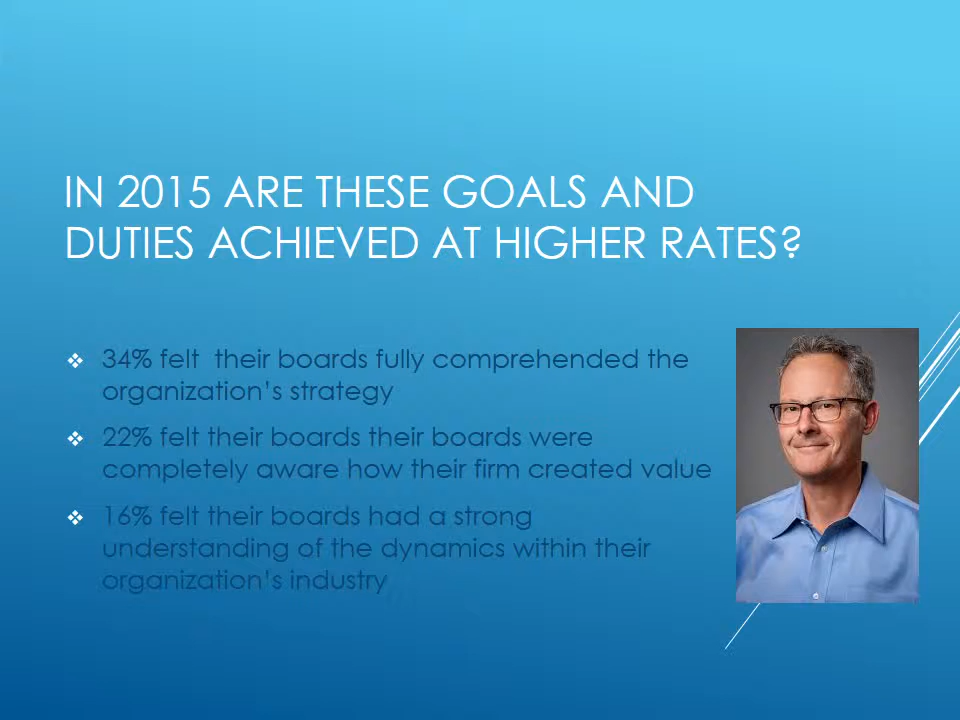 IN 2015 ARE THESE GOALS AND
DUTIES ACHIEVED AT HIGHER RATES?
34% felt  their boards fully comprehended the
organization's strategy
22% felt their boards their boards were
completely aware how their firm created value
16% felt their boards had a strong
understanding of the dynamics within their
organization's industry